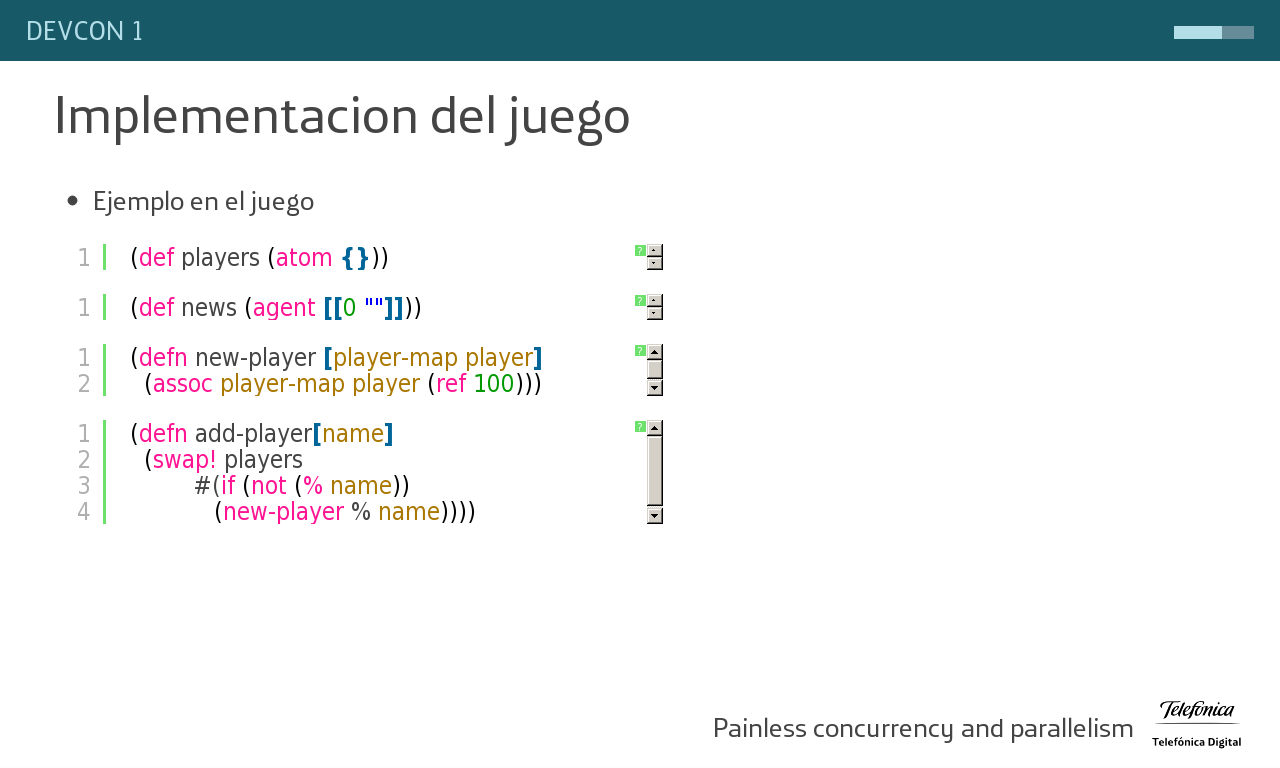 DEVCON 1
Implementacion del juego
Ejemplo en el juego
1 (def players (atom {})) ?
1 (def news (agent [[0 ""]])) ?
1 (defn new-player [player-map player] ?
2 (assoc player-map player (ref 100)))
1 (defn add-player[name] ?
2 (swap! players
3 #(if (not (% name))
4 (new-player % name))))
Telefónica
Painless concurrency and parallelism
Telefónica Digital